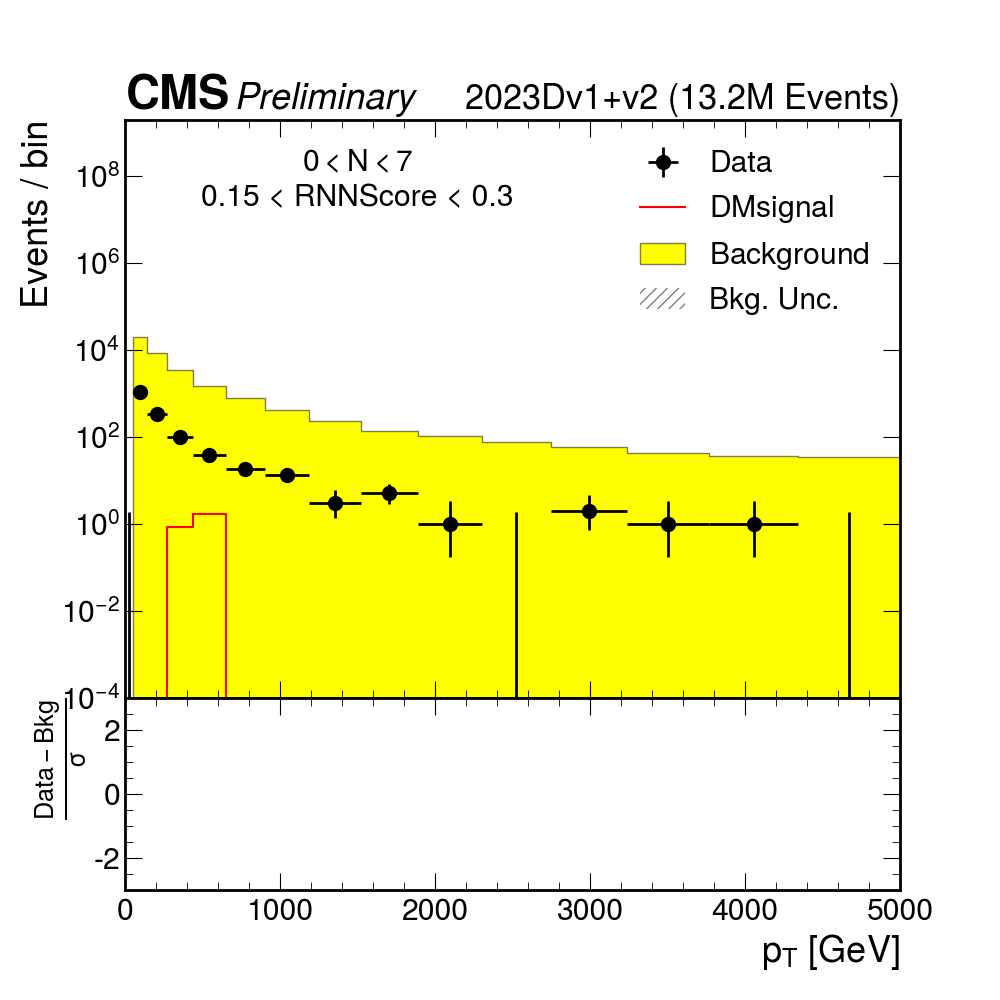 CMS Preliminary 2023Dv1+v2 (13.2M Events)
Events / bin
0 < N < 7
0.15 < RNNScore < 0.3
Data
DMsignal
Background
Bkg. Unc.
10⁸
10⁶
10⁴
10²
10⁰
10⁻²
10⁻⁴
Data – Bkg
σ
2
0
-2
0 1000 2000 3000 4000 5000
p_T [GeV]